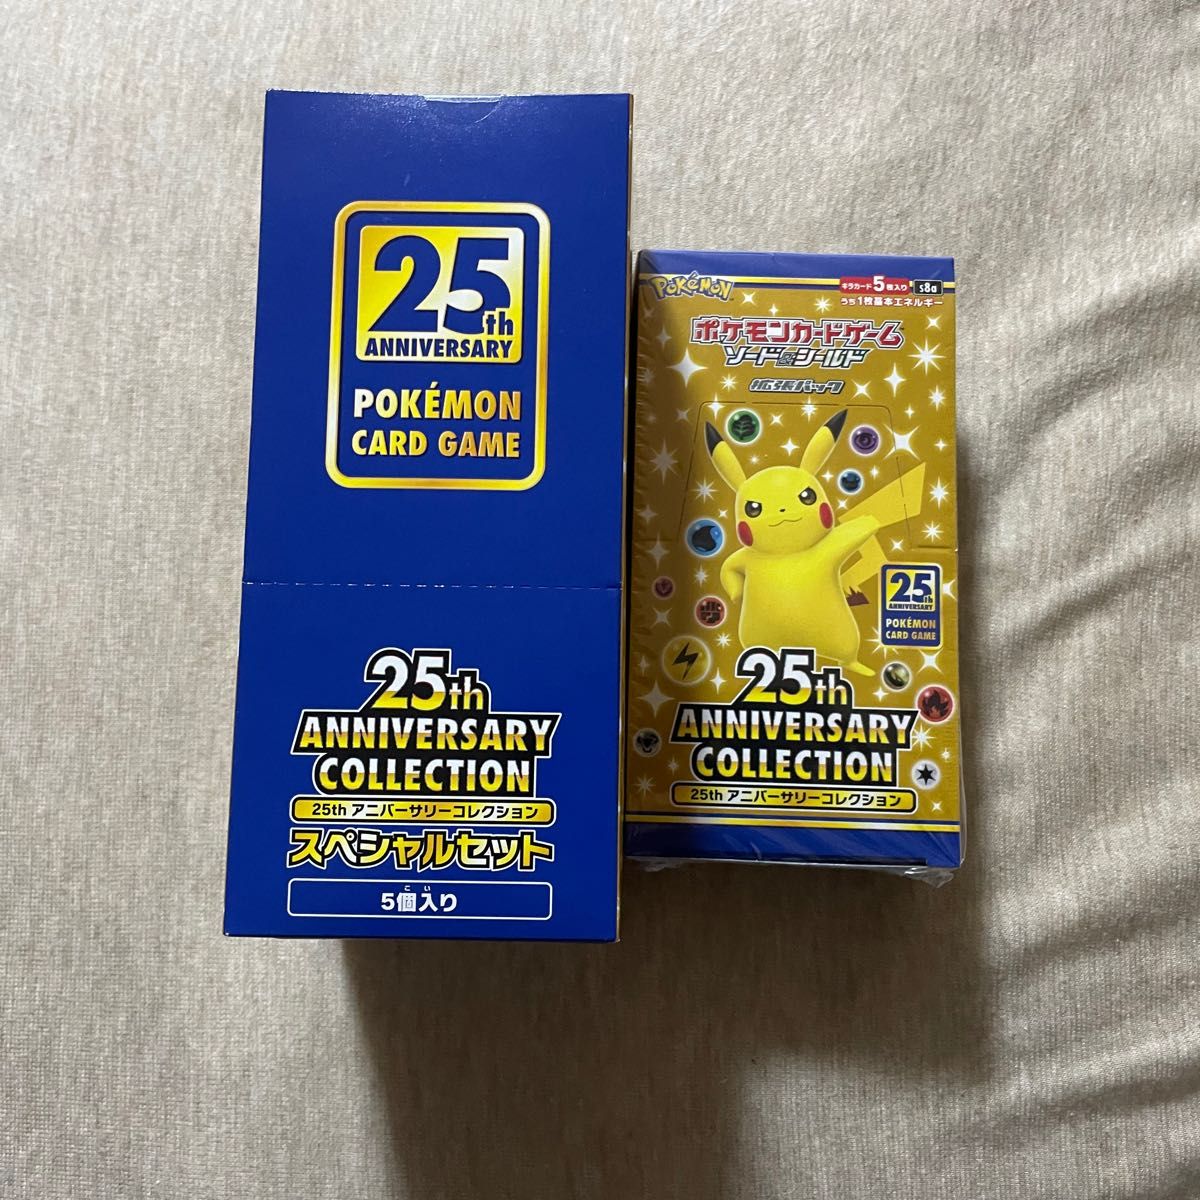 25th
ANNIVERSARY
POKÉMON
CARD GAME
25th
ANNIVERSARY
COLLECTION
25th アニバーサリーコレクション
スペシャルセット
5個入り
こ い
POKéMON
キラカード5枚入り
s8a
うち1枚基本エネルギー
ポケモンカードゲーム
ソード&シールド
拡張パック
25th
ANNIVERSARY
POKÉMON
CARD GAME
25th
ANNIVERSARY
COLLECTION
25th アニバーサリーコレクション